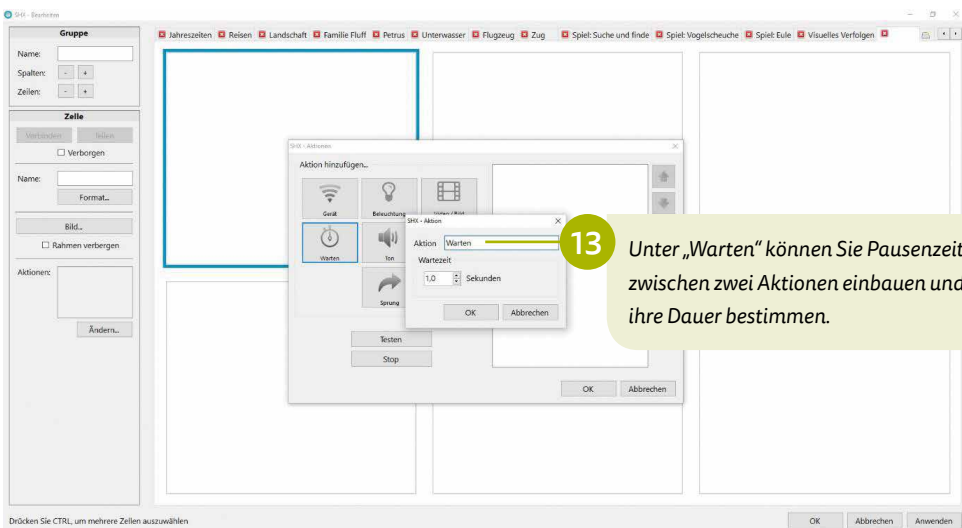 SHX - Bearbeiten
Gruppe
Name:
Spalten: - +
Zeilen: - +
Zelle
Verbinden Teilen
Verborgen
Name:
Format...
Bild...
Rahmen verbergen
Aktionen:
Ändern...
Jahreszeiten Reisen Landschaft Familie Fluff Petrus Unterwasser Flugzeug Zug Spiel: Suche und finde Spiel: Vogelscheuche Spiel: Eule Visuelles Verfolgen
SHX - Aktionen
Aktion hinzufügen...
Gerät Beleuchtung Video / Bild
Warten Ton
Sprung
Testen
Stop
OK Abbrechen
SHX - Aktion
Aktion Warten
Wartezeit
1,0 Sekunden
OK Abbrechen
13
Unter „Warten“ können Sie Pausenzeit
zwischen zwei Aktionen einbauen und
ihre Dauer bestimmen.
Drücken Sie CTRL, um mehrere Zellen auszuwählen
OK Abbrechen Anwenden